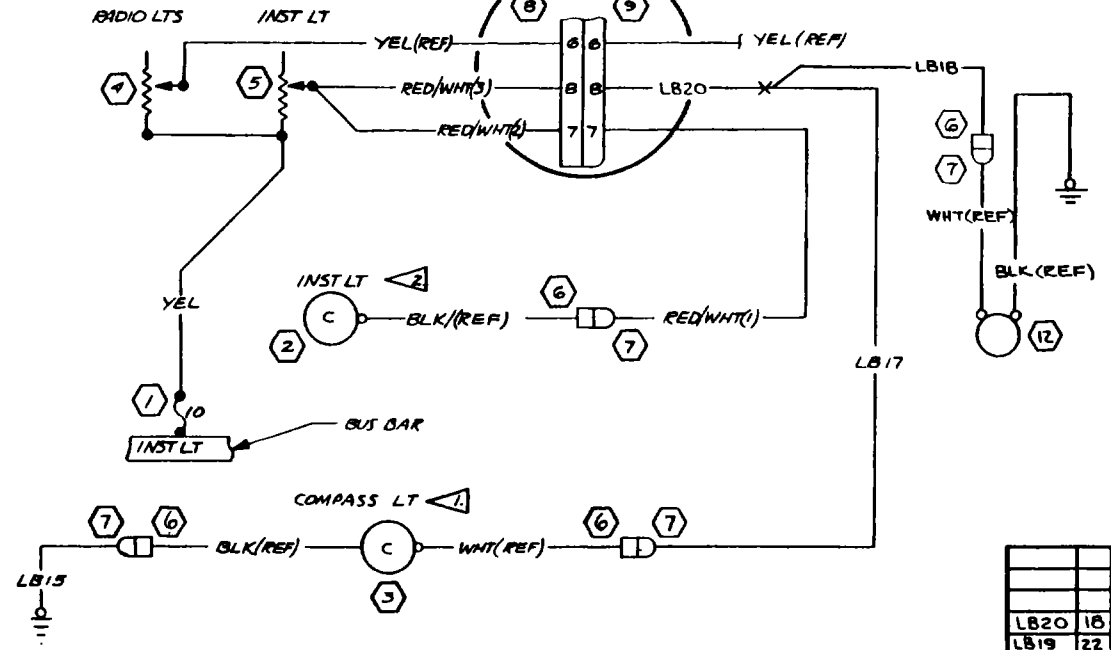 RADIO LTS
INST LT
8
9
YEL(REF)
6
6
YEL (REF)
4
5
RED/WHT(3)
8
8
LB20
LB18
RED/WHT(2)
7
7
6
7
WHT(REF)
BLK (REF)
INST LT
2
C
BLK/(REF)
6
RED/WHT(1)
2
7
12
YEL
LB17
1
10
INST LT
BUS BAR
COMPASS LT
1.
7
6
BLK(REF)
C
WHT(REF)
6
7
LB15
3
LB20 18
LB19 22